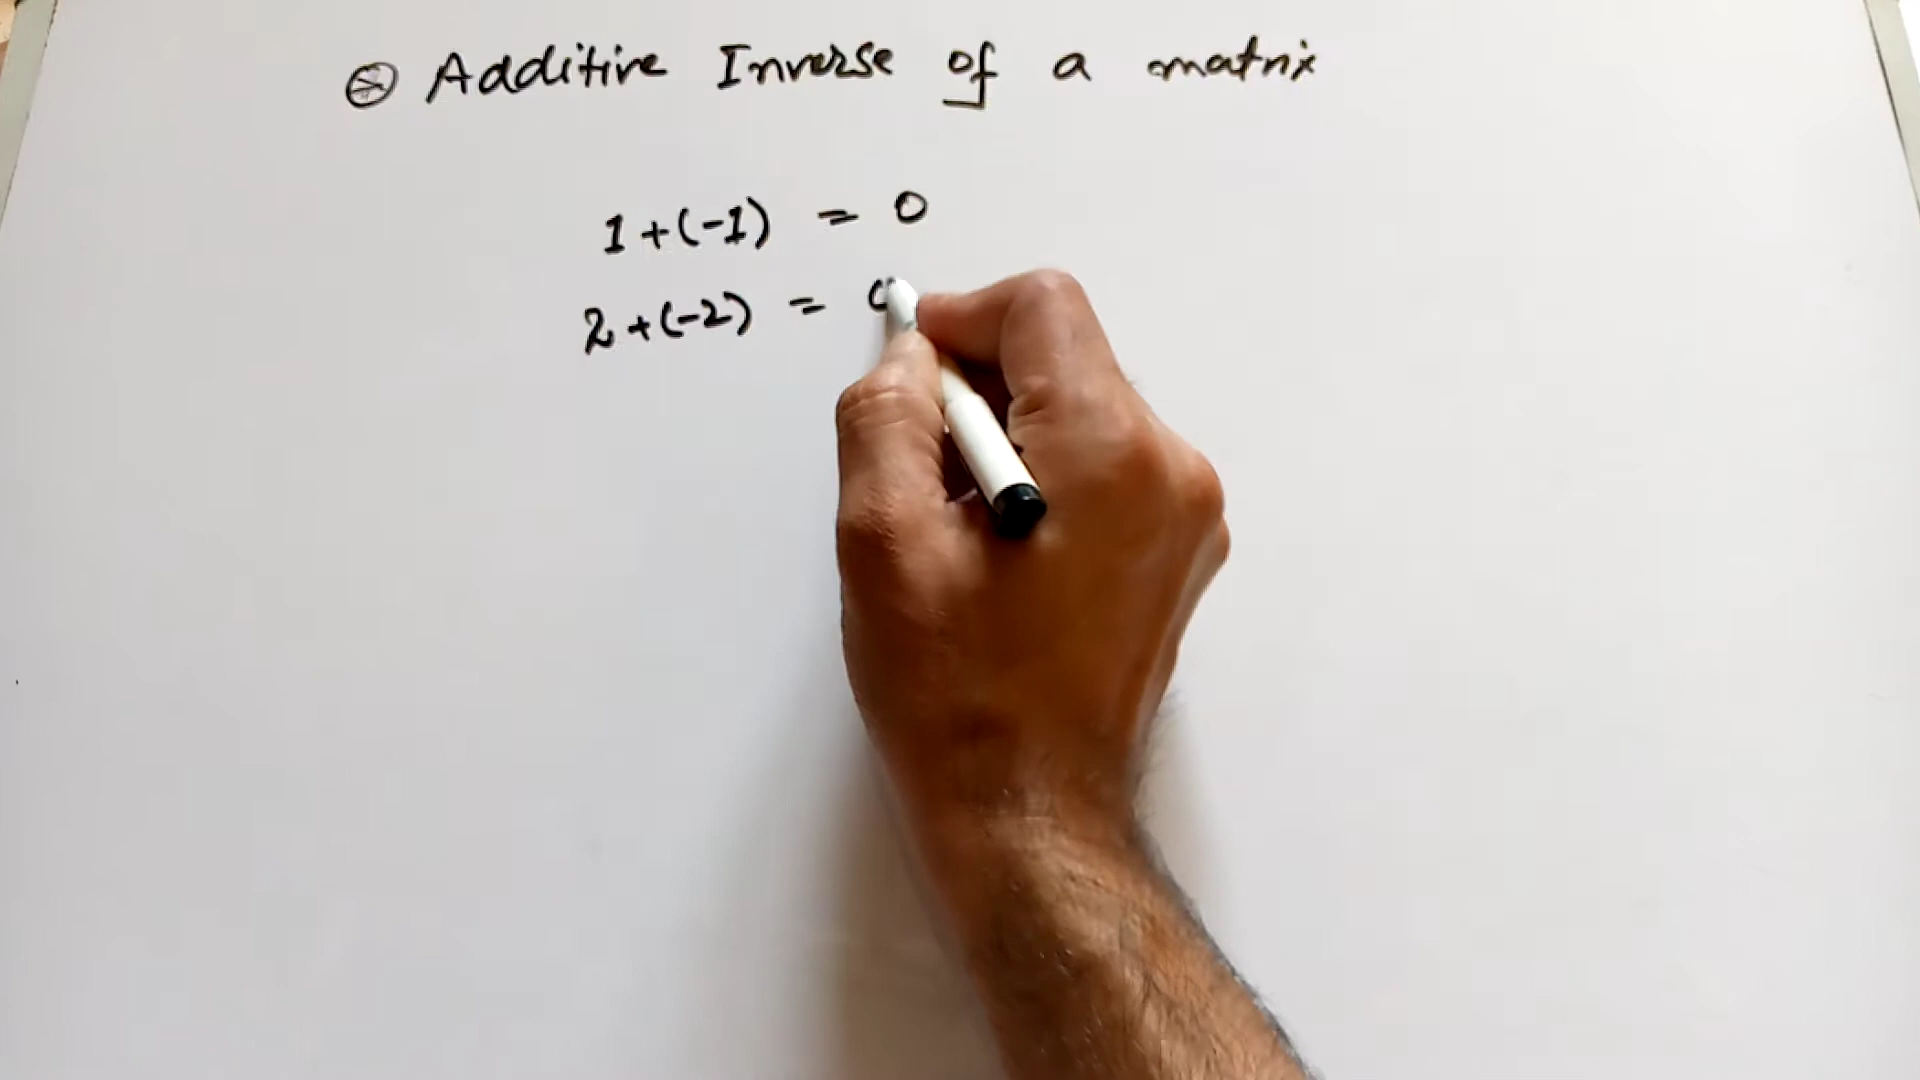 Additive Inverse of a matrix
1+(-1) = 0
2+(-2) =